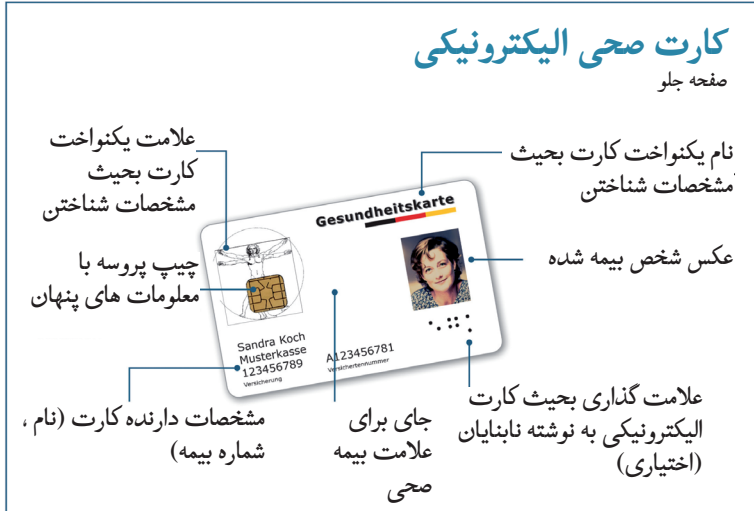 کارت صحی الیکترونیکی
صفحه جلو
نام یکنواخت کارت بحیث
مشخصات شناختن
علامت یکنواخت
کارت بحیث
مشخصات شناختن
عکس شخص بیمه شده
چیپ پروسه با
معلومات های پنهان
Gesundheitskarte
Sandra Koch
Musterkasse
123456789
Versicherung
A123456781
Versichertennummer
علامت گذاری بحیث کارت
الیکترونیکی به نوشته نابنایان
(اختیاری)
جای برای
علامت بیمه
صحی
مشخصات دارنده کارت (نام ،
شماره بیمه)